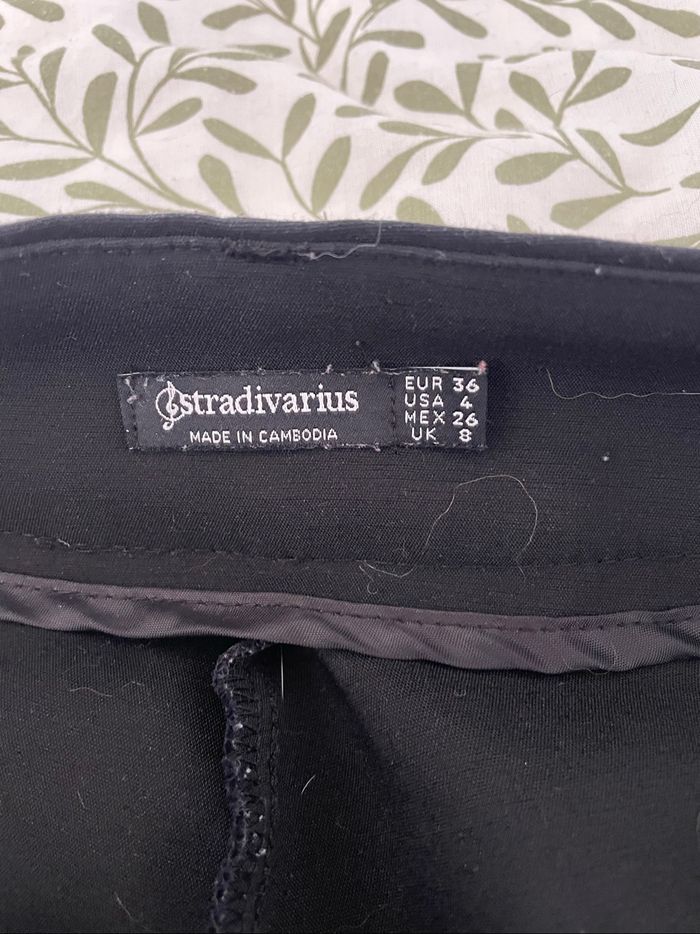 stradivarius
MADE IN CAMBODIA
EUR 36
USA 4
MEX 26
UK 8